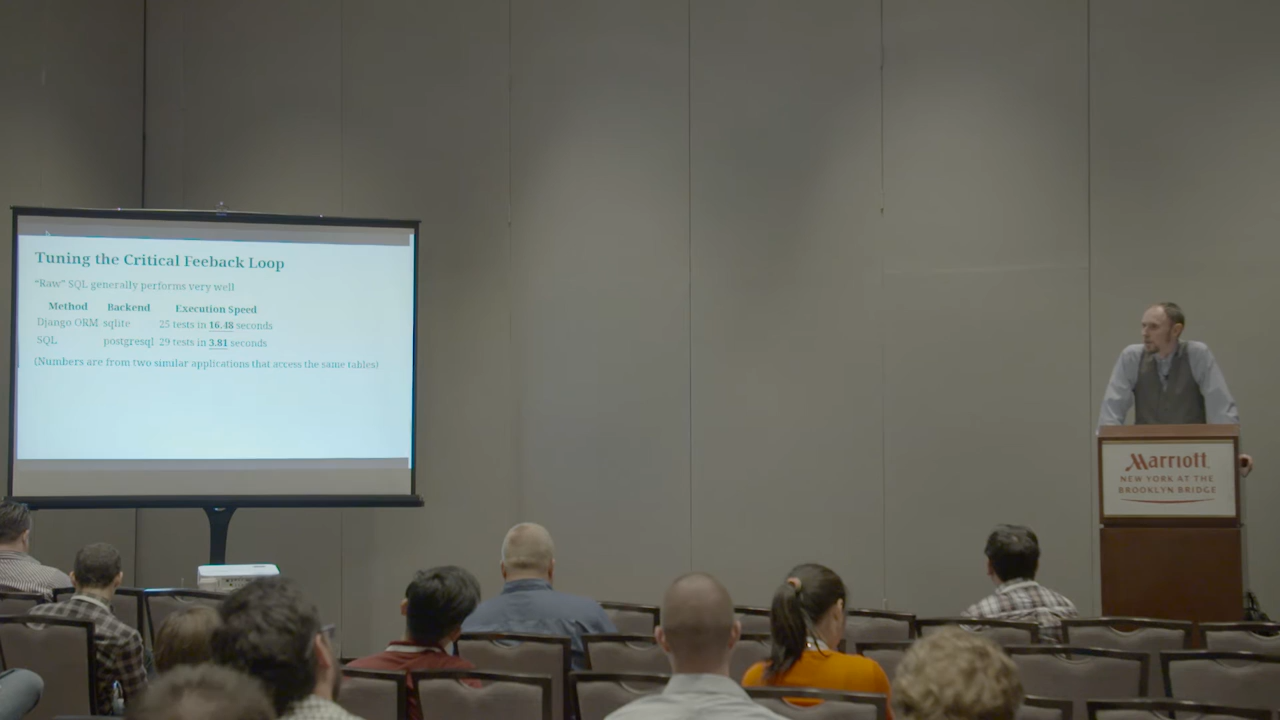 Tuning the Critical Feeback Loop
“Raw” SQL generally performs very well
Method Backend Execution Speed
Django ORM sqlite 25 tests in 16.48 seconds
SQL postgresql 29 tests in 3.81 seconds
(Numbers are from two similar applications that access the same tables)
Marriott
NEW YORK AT THE
BROOKLYN BRIDGE